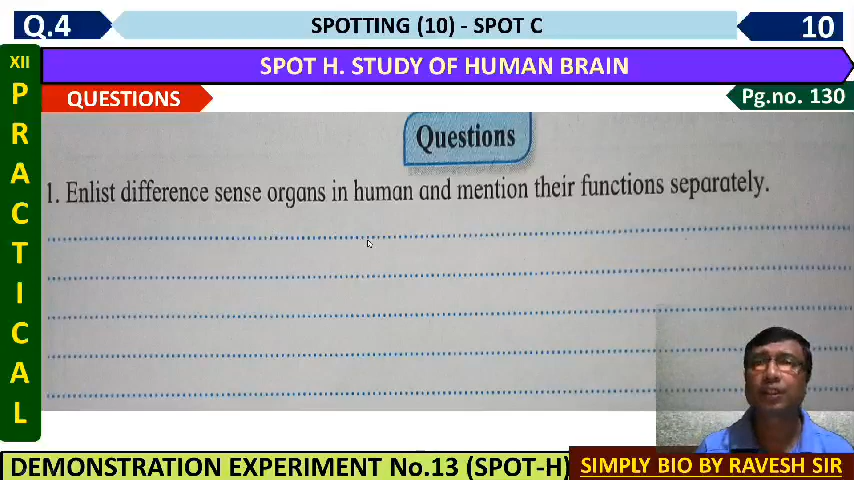 Q.4
SPOTTING (10) - SPOT C
10
XII
PRACTICAL
SPOT H. STUDY OF HUMAN BRAIN
QUESTIONS
Pg.no. 130
Questions
1. Enlist difference sense organs in human and mention their functions separately.
DEMONSTRATION EXPERIMENT No.13 (SPOT-H)
SIMPLY BIO BY RAVESH SIR